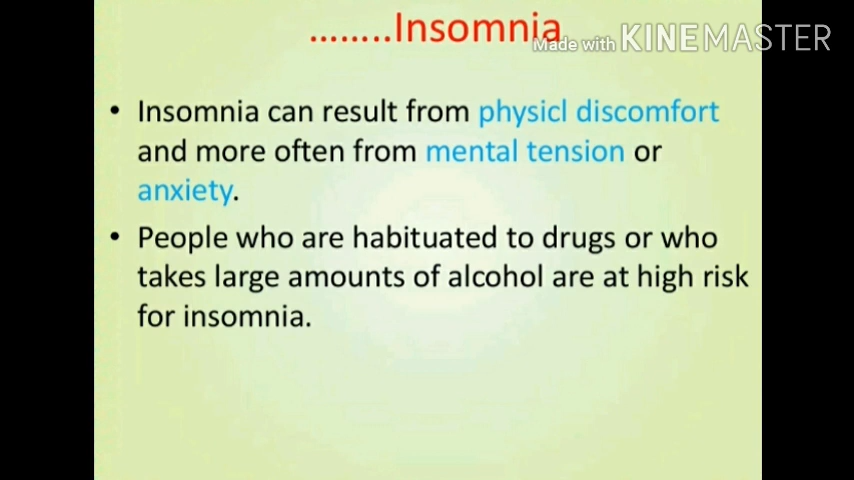 ........Insomnia
Made with KINEMASTER
• Insomnia can result from physicl discomfort
and more often from mental tension or
anxiety.
• People who are habituated to drugs or who
takes large amounts of alcohol are at high risk
for insomnia.